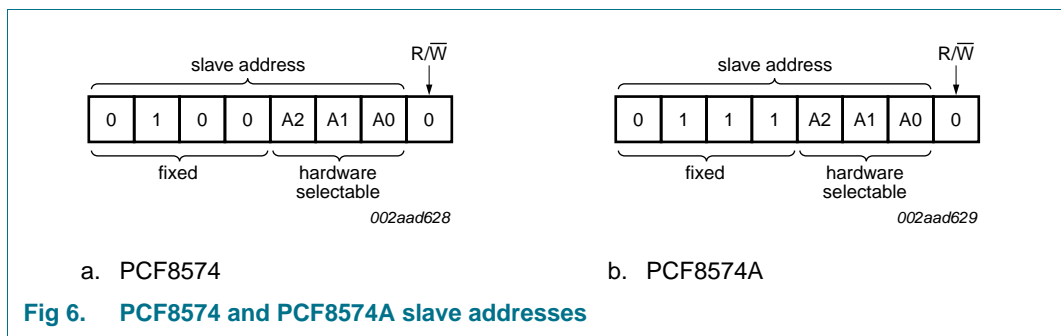 R/W̅
slave address
0 1 0 0 A2 A1 A0 0
fixed
hardware
selectable
002aad628
a. PCF8574
R/W̅
slave address
0 1 1 1 A2 A1 A0 0
fixed
hardware
selectable
002aad629
b. PCF8574A
Fig 6. PCF8574 and PCF8574A slave addresses